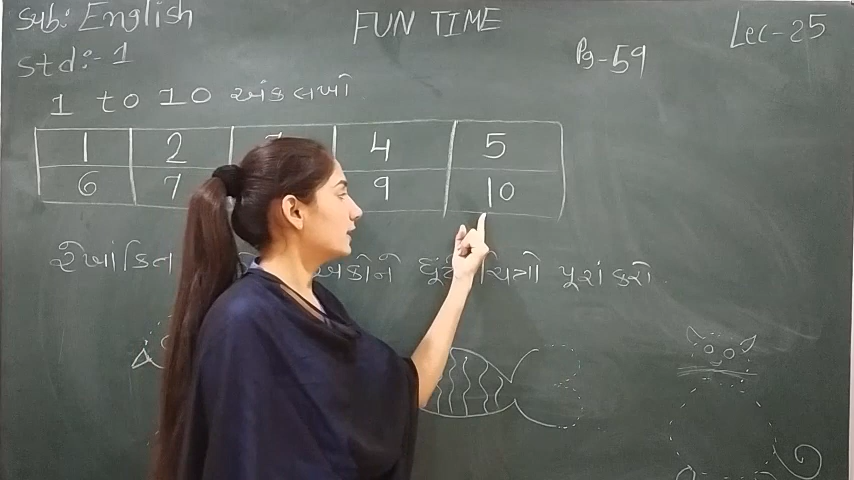 Sub: English
FUN TIME
Lec-25
Std:-1
Pg-59
1 to 10 અંક લખો
1 2 4 5
6 7 9 10
રેખાંકિત અંકોને ચિત્રો પૂરાં કરો.